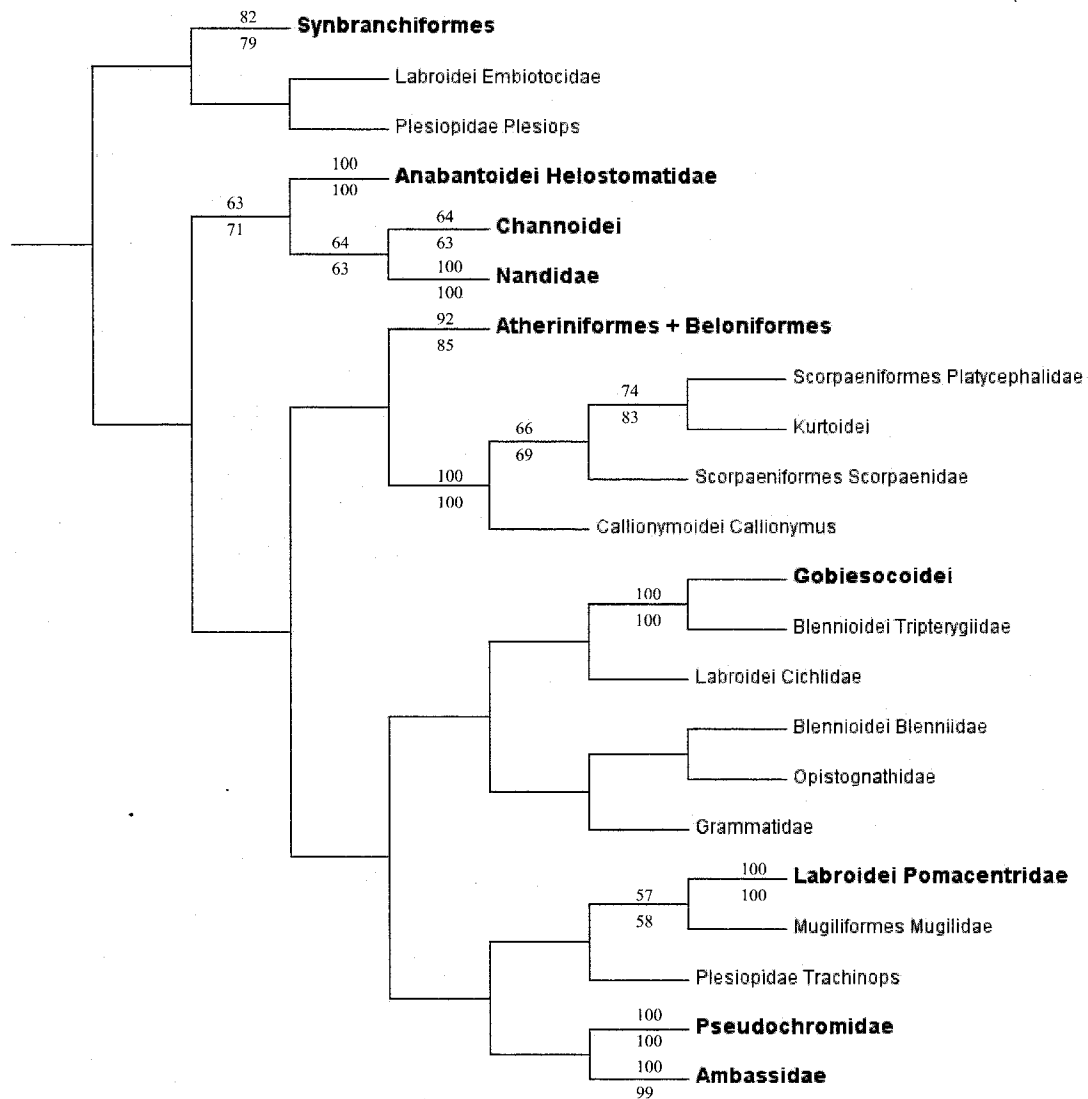 82
Synbranchiformes
79
Labroidei Embiotocidae
Plesiopidae Plesiops
100
Anabantoidei Helostomatidae
100
63
71
64
Channoidei
63
64
63
100
Nandidae
100
92
Atheriniformes + Beloniformes
85
Scorpaeniformes Platycephalidae
74
83
Kurtoidei
66
69
Scorpaeniformes Scorpaenidae
100
100
Callionymoidei Callionymus
Gobiesocoidei
100
100
Blennioidei Tripterygiidae
Labroidei Cichlidae
Blennioidei Blenniidae
Opistognathidae
Grammatidae
100
Labroidei Pomacentridae
100
57
58
Mugiliformes Mugilidae
Plesiopidae Trachinops
100
Pseudochromidae
100
100
Ambassidae
99